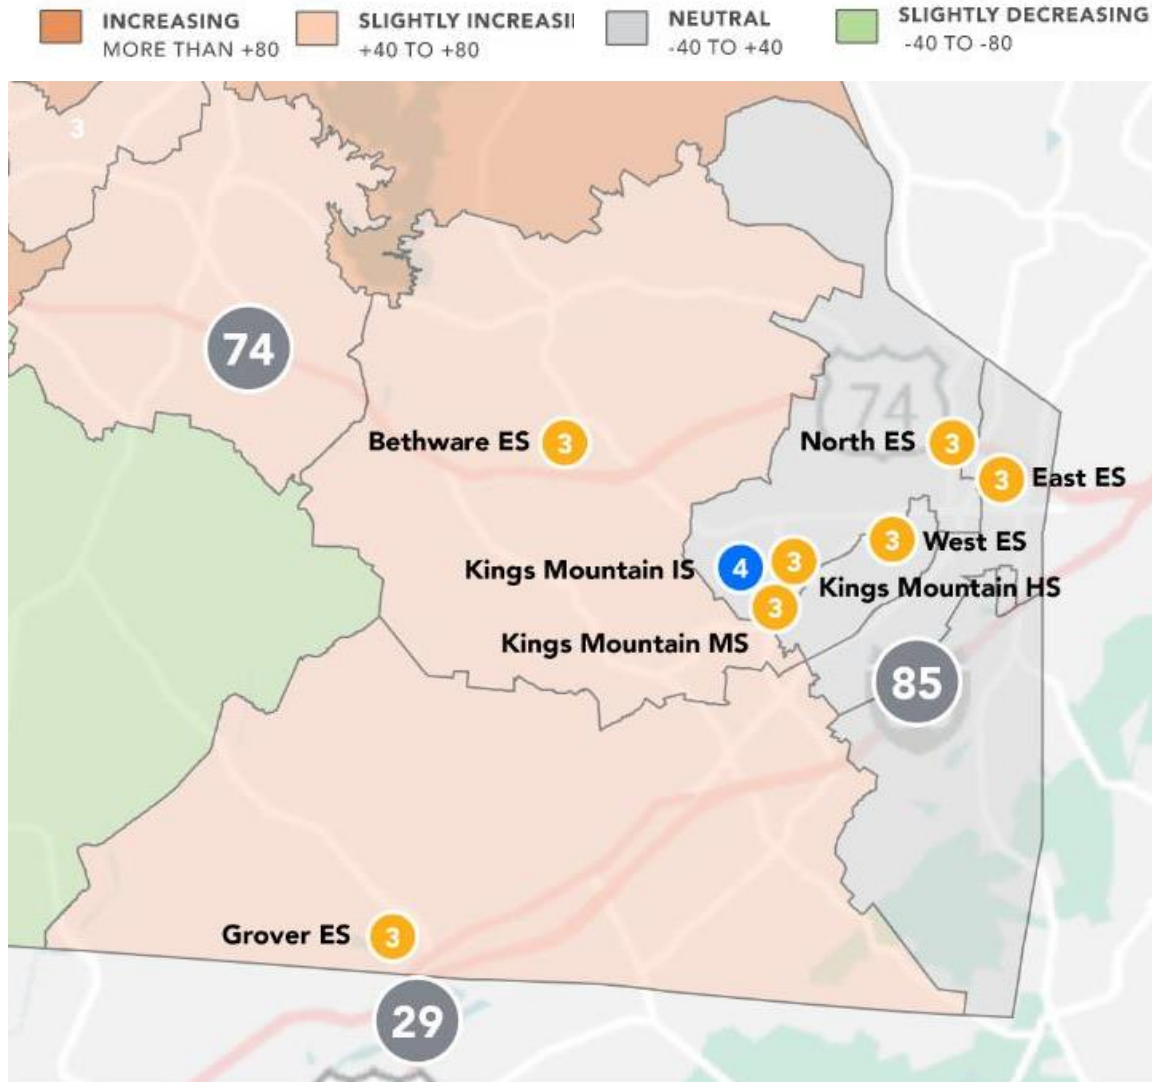 INCREASING
MORE THAN +80
SLIGHTLY INCREASI
+40 TO +80
NEUTRAL
-40 TO +40
SLIGHTLY DECREASING
-40 TO -80
3
74
74
Bethware ES 3
North ES 3
3 East ES
3 West ES
Kings Mountain IS 4
3
Kings Mountain HS
3
Kings Mountain MS
85
Grover ES 3
29